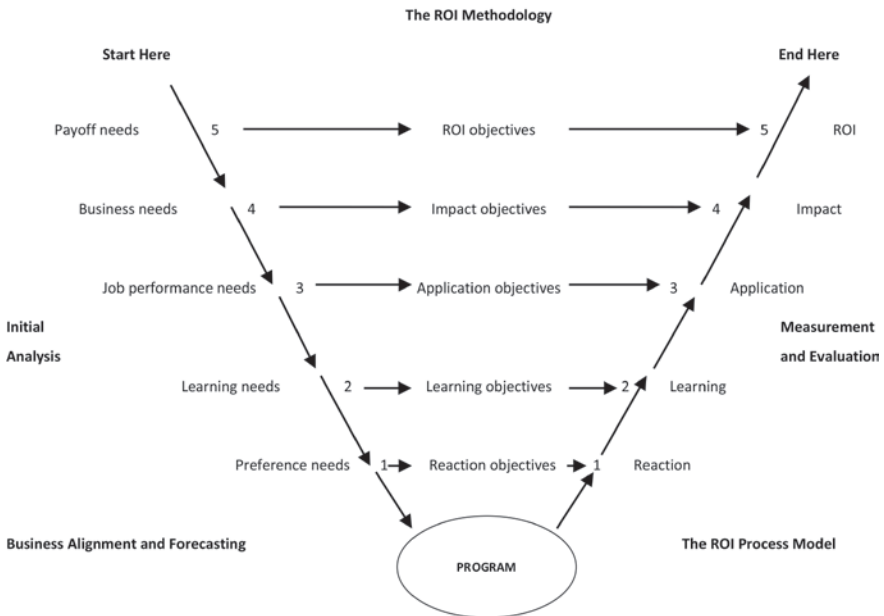 The ROI Methodology
Start Here
End Here
Payoff needs 5 ROI objectives 5 ROI
Business needs 4 Impact objectives 4 Impact
Job performance needs 3 Application objectives 3 Application
Initial
Analysis
Measurement
and Evaluation
Learning needs 2 Learning objectives 2 Learning
Preference needs 1 Reaction objectives 1 Reaction
Business Alignment and Forecasting
PROGRAM
The ROI Process Model